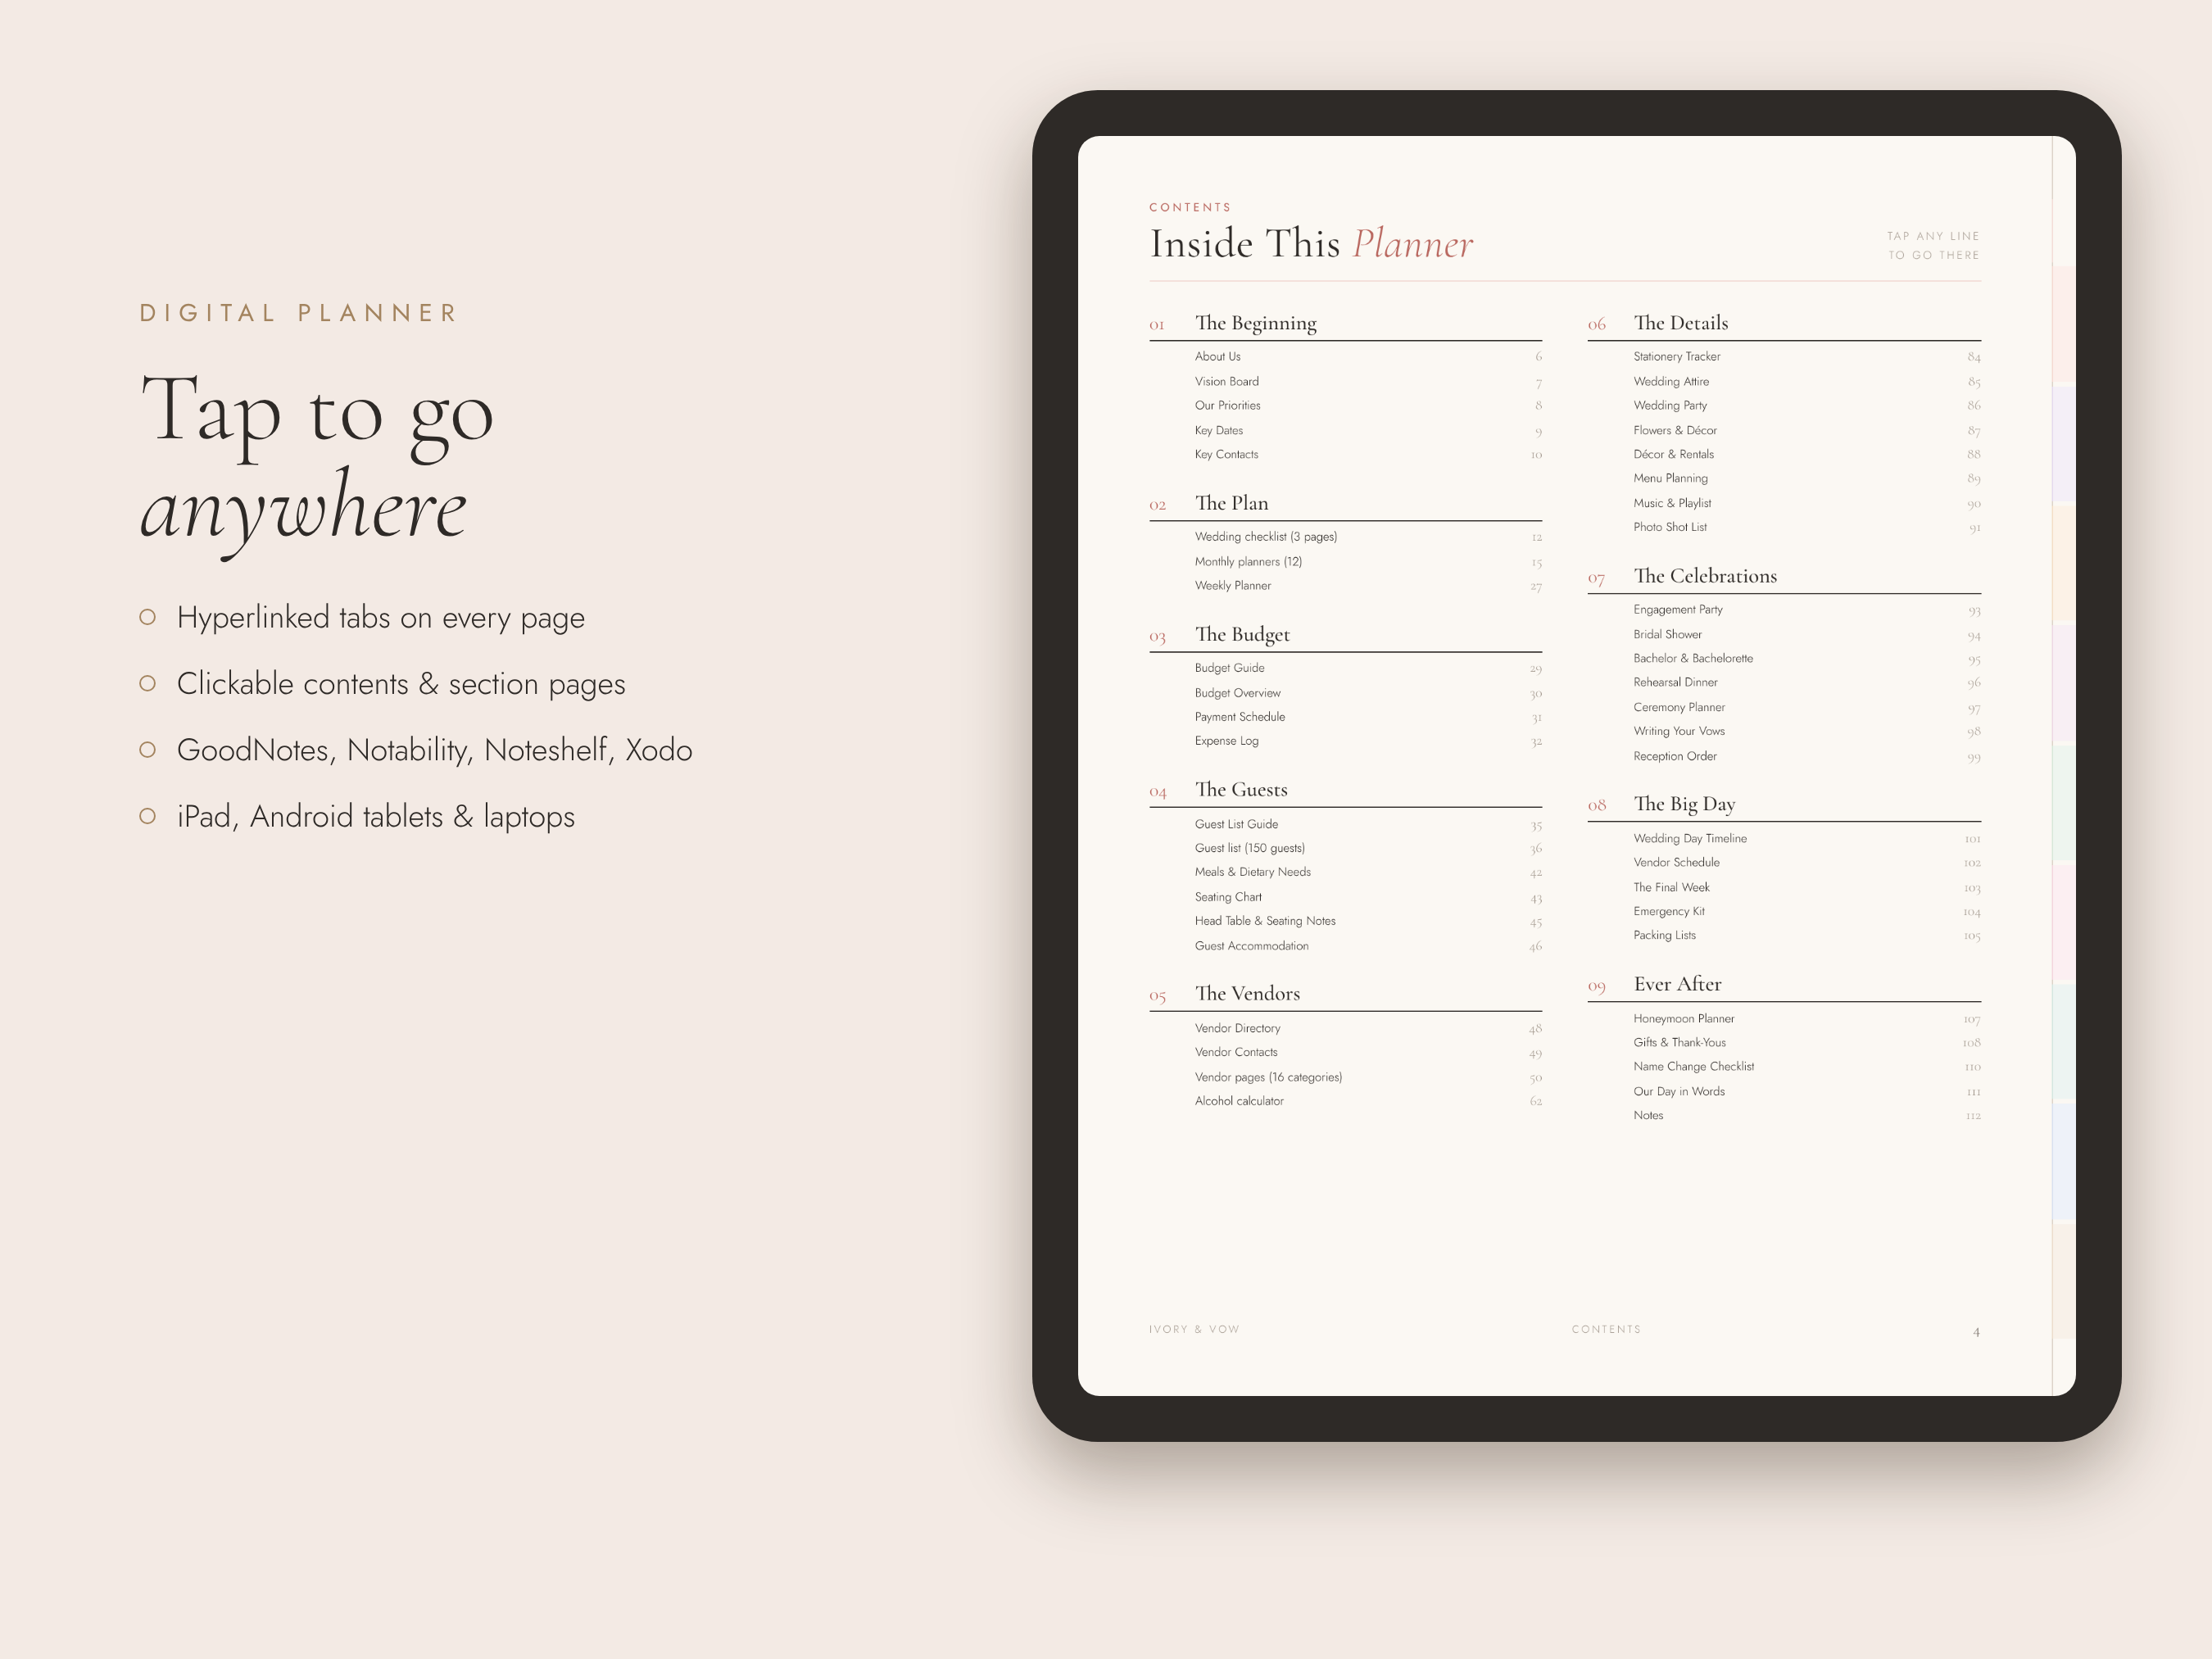 DIGITAL PLANNER
Tap to go
anywhere
Hyperlinked tabs on every page
Clickable contents & section pages
GoodNotes, Notability, Noteshelf, Xodo
iPad, Android tablets & laptops
CONTENTS
Inside This Planner
TAP ANY LINE
TO GO THERE
01 The Beginning
About Us 6
Vision Board 7
Our Priorities 8
Key Dates 9
Key Contacts 10
02 The Plan
Wedding checklist (3 pages) 12
Monthly planners (12) 15
Weekly Planner 27
03 The Budget
Budget Guide 29
Budget Overview 30
Payment Schedule 31
Expense Log 32
04 The Guests
Guest List Guide 35
Guest list (150 guests) 36
Meals & Dietary Needs 42
Seating Chart 43
Head Table & Seating Notes 45
Guest Accommodation 46
05 The Vendors
Vendor Directory 48
Vendor Contacts 49
Vendor pages (16 categories) 50
Alcohol calculator 62
06 The Details
Stationery Tracker 84
Wedding Attire 85
Wedding Party 86
Flowers & Décor 87
Décor & Rentals 88
Menu Planning 89
Music & Playlist 90
Photo Shot List 91
07 The Celebrations
Engagement Party 93
Bridal Shower 94
Bachelor & Bachelorette 95
Rehearsal Dinner 96
Ceremony Planner 97
Writing Your Vows 98
Reception Order 99
08 The Big Day
Wedding Day Timeline 101
Vendor Schedule 102
The Final Week 103
Emergency Kit 104
Packing Lists 105
09 Ever After
Honeymoon Planner 107
Gifts & Thank-Yous 108
Name Change Checklist 110
Our Day in Words 111
Notes 112
IVORY & VOW
CONTENTS
4